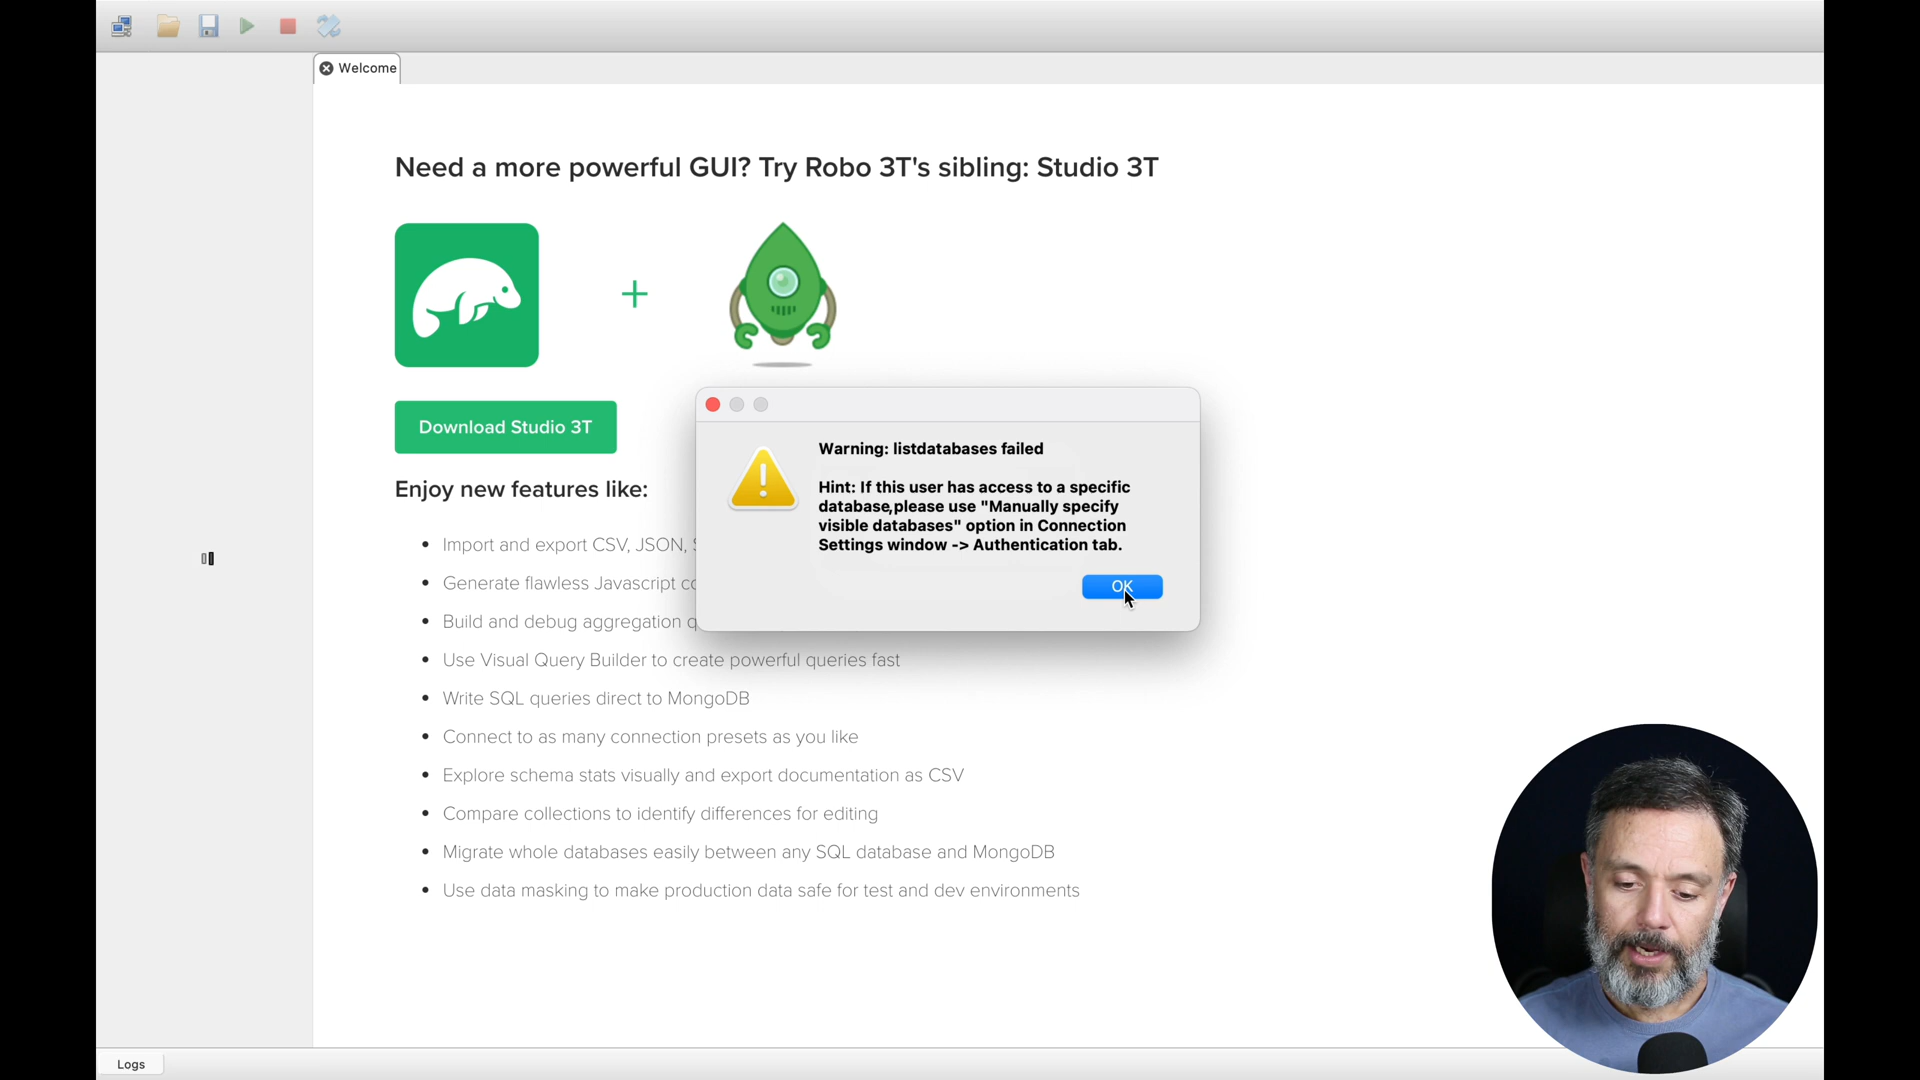 Welcome
Need a more powerful GUI? Try Robo 3T's sibling: Studio 3T
Download Studio 3T
Enjoy new features like:
Warning: listdatabases failed
Hint: If this user has access to a specific
database,please use "Manually specify
visible databases" option in Connection
Settings window -> Authentication tab.
OK
• Import and export CSV, JSON,
• Generate flawless Javascript
• Build and debug aggregation
• Use Visual Query Builder to create powerful queries fast
• Write SQL queries direct to MongoDB
• Connect to as many connection presets as you like
• Explore schema stats visually and export documentation as CSV
• Compare collections to identify differences for editing
• Migrate whole databases easily between any SQL database and MongoDB
• Use data masking to make production data safe for test and dev environments
Logs